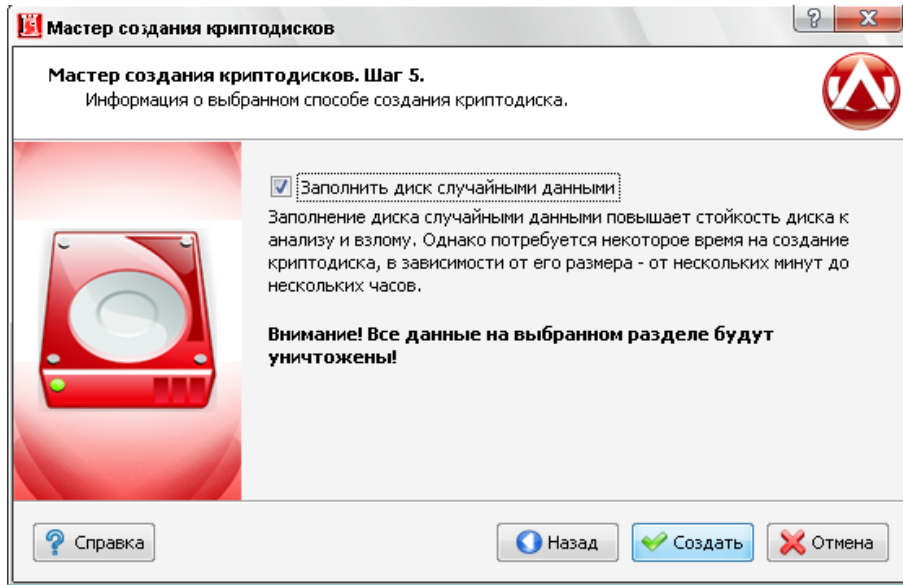 Мастер создания криптодисков
Мастер создания криптодисков. Шаг 5.
Информация о выбранном способе создания криптодиска.
Заполнить диск случайными данными
Заполнение диска случайными данными повышает стойкость диска к
анализу и взлому. Однако потребуется некоторое время на создание
криптодиска, в зависимости от его размера - от нескольких минут до
нескольких часов.
Внимание! Все данные на выбранном разделе будут
уничтожены!
Справка
Назад
Создать
Отмена